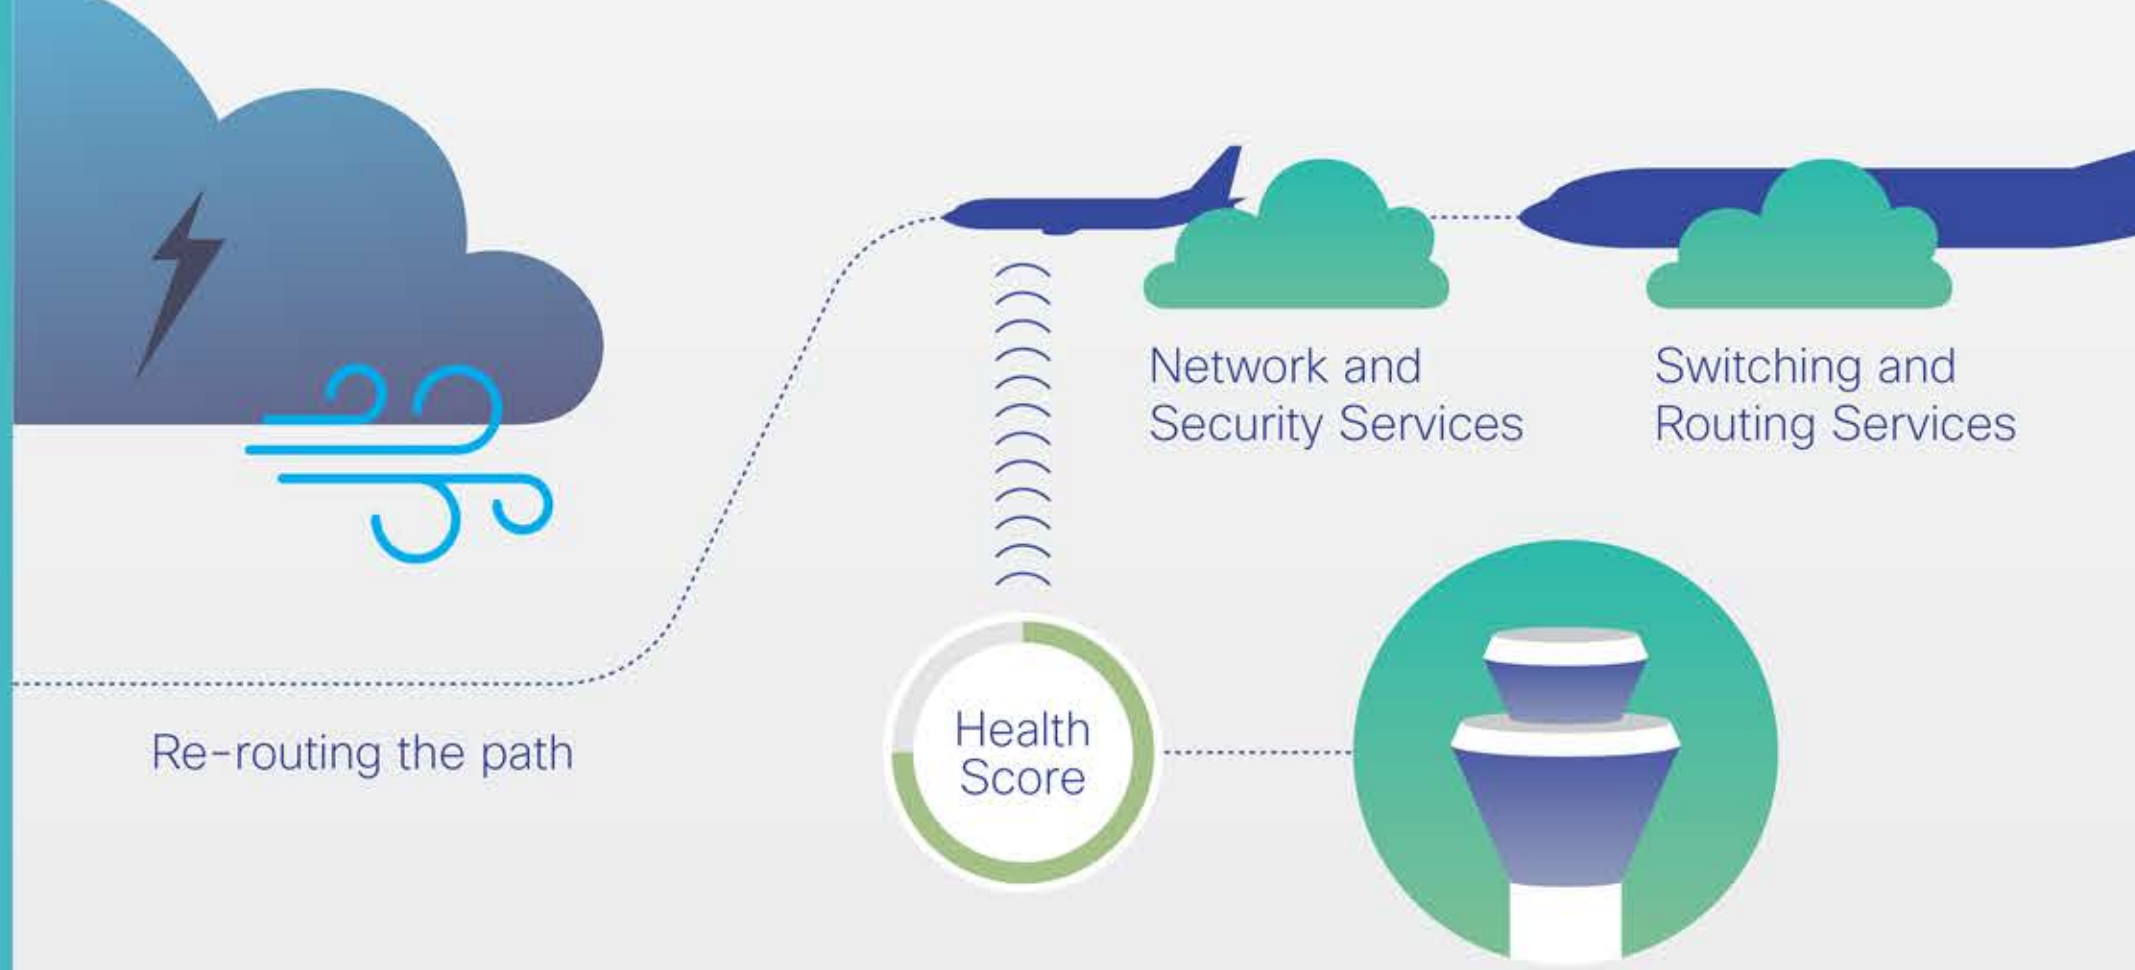 Network and
Security Services
Switching and
Routing Services
Re-routing the path
Health
Score